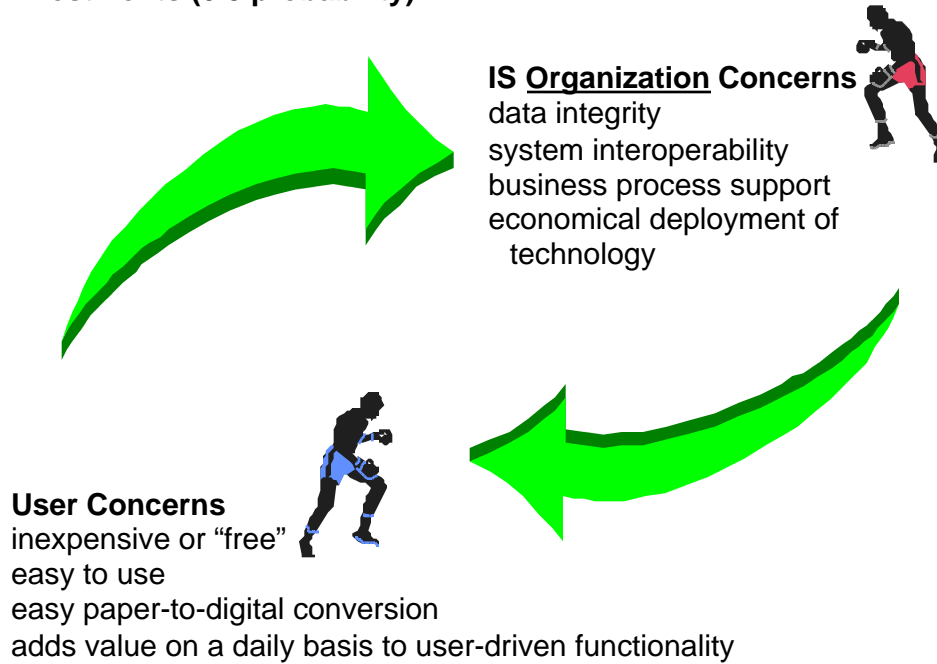 IS Organization Concerns
data integrity
system interoperability
business process support
economical deployment of
technology
User Concerns
inexpensive or “free”
easy to use
easy paper-to-digital conversion
adds value on a daily basis to user-driven functionality